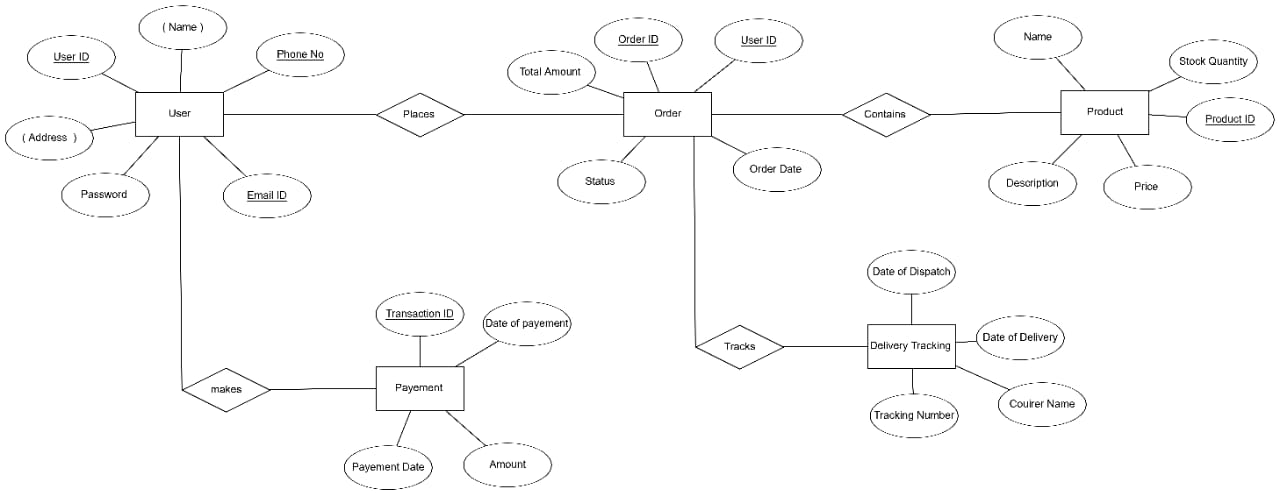 ( Name )
User ID
Phone No
Order ID
User ID
Name
Total Amount
Stock Quantity
User
Places
Order
Contains
Product
Product ID
( Address )
Password
Email ID
Status
Order Date
Description
Price
Date of Dispatch
Transaction ID
Date of payement
Date of Delivery
Tracks
Delivery Tracking
makes
Payement
Couirer Name
Tracking Number
Payement Date
Amount